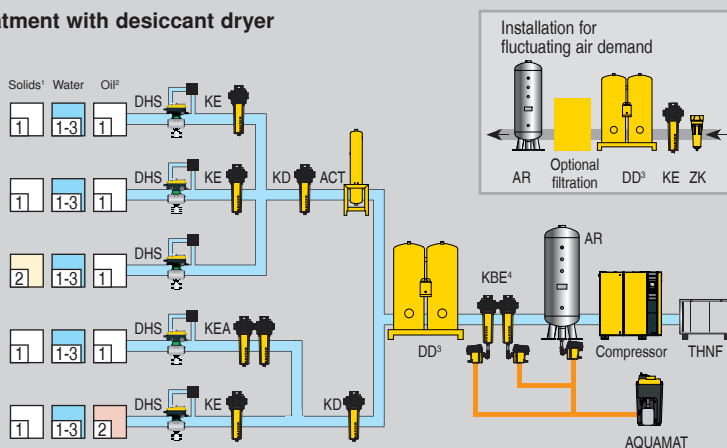 atment with desiccant dryer
Installation for
fluctuating air demand
AR
Optional
filtration
DD³
KE
ZK
Solids¹ Water Oil²
1 1-3 1 DHS KE
1 1-3 1 DHS KE KD ACT
2 1-3 1 DHS
1 1-3 1 DHS KEA
1 1-3 2 DHS KE KD
DD³
KBE⁴
AR
Compressor
THNF
AQUAMAT